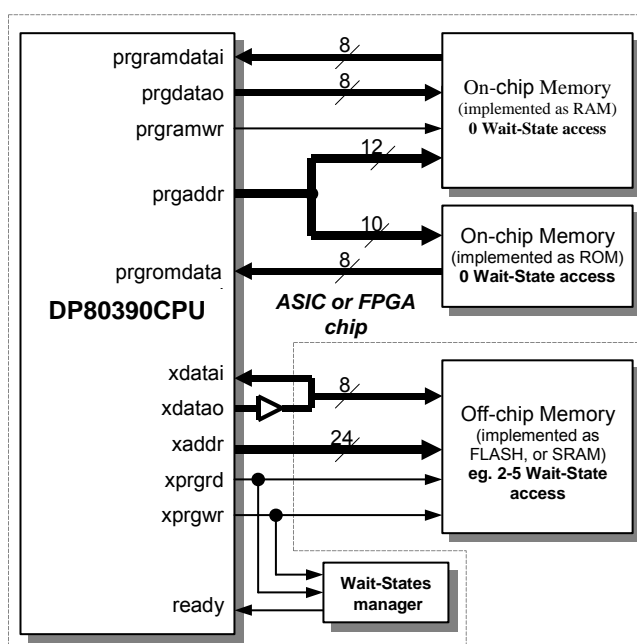 prgramdatai
8
prgdatao
8
prgramwr
12
prgaddr
10
prgromdata
8
On-chip Memory
(implemented as RAM)
0 Wait-State access
On-chip Memory
(implemented as ROM)
0 Wait-State access
DP80390CPU
ASIC or FPGA
chip
xdatai
xdatao
8
xaddr
24
xprgrd
xprgwr
Off-chip Memory
(implemented as
FLASH, or SRAM)
eg. 2-5 Wait-State
access
ready
Wait-States
manager